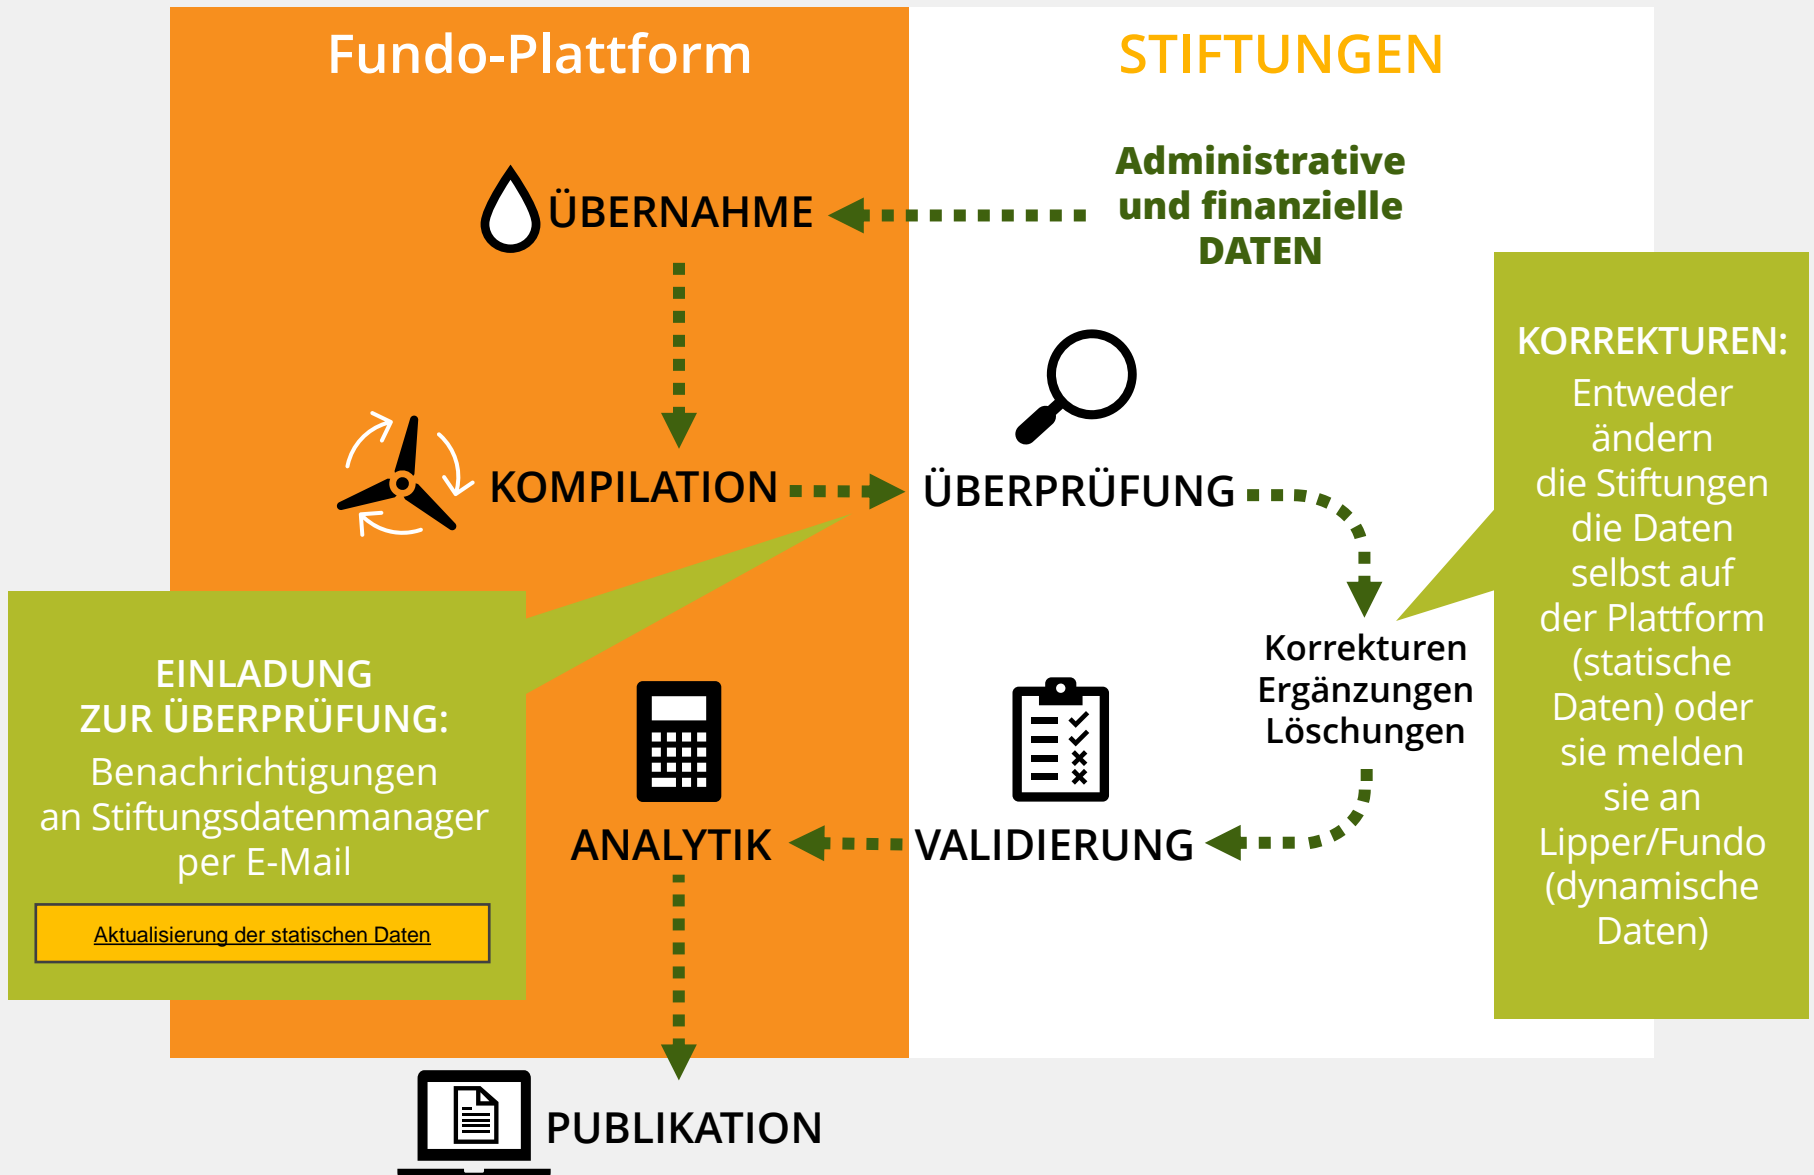 Fundo-Plattform
STIFTUNGEN
Administrative
und finanzielle
DATEN
ÜBERNAHME
KOMPILATION
ÜBERPRÜFUNG
KORREKTUREN:
Entweder
ändern
die Stiftungen
die Daten
selbst auf
der Plattform
(statische
Daten) oder
sie melden
sie an
Lipper/Fundo
(dynamische
Daten)
Korrekturen
Ergänzungen
Löschungen
EINLADUNG
ZUR ÜBERPRÜFUNG:
Benachrichtigungen
an Stiftungsdatenmanager
per E-Mail
Aktualisierung der statischen Daten
ANALYTIK
VALIDIERUNG
PUBLIKATION